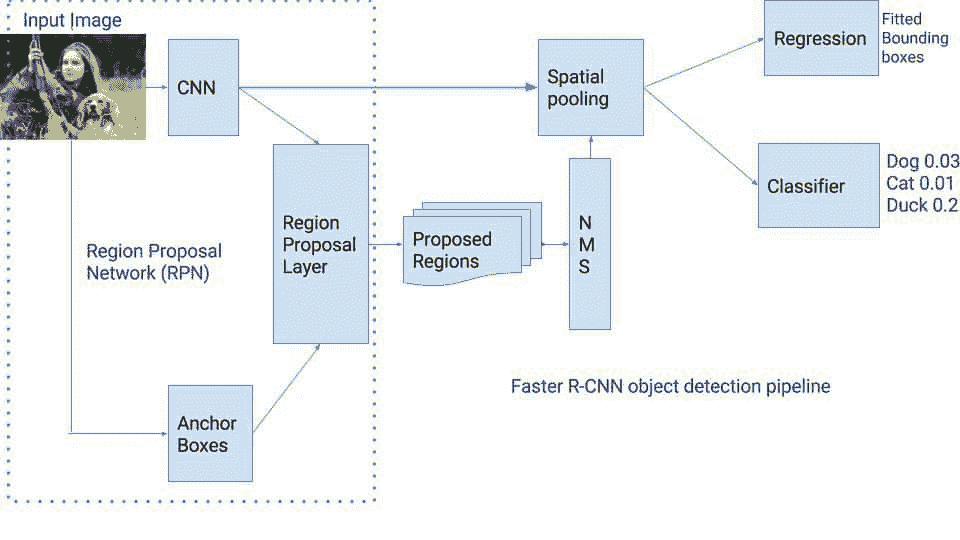 Input Image
CNN
Region
Proposal
Layer
Region Proposal
Network (RPN)
Anchor
Boxes
Proposed
Regions
N
M
S
Spatial
pooling
Regression
Fitted
Bounding
boxes
Classifier
Dog 0.03
Cat 0.01
Duck 0.2
Faster R-CNN object detection pipeline